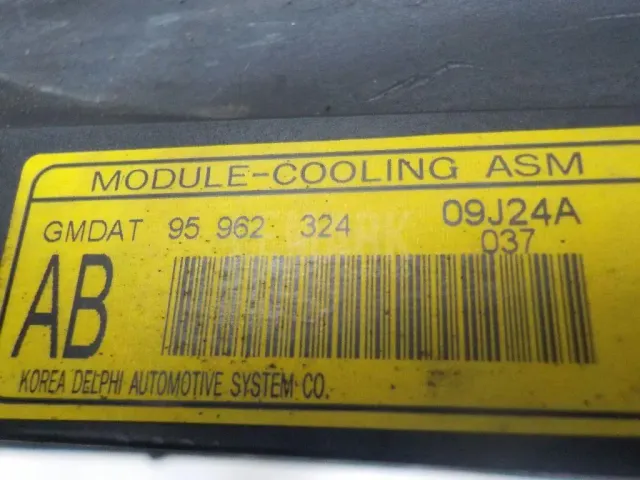 MODULE-COOLING ASM
GMDAT 95 962 324 09J24A
037
AB
KOREA DELPHI AUTOMOTIVE SYSTEM CO.